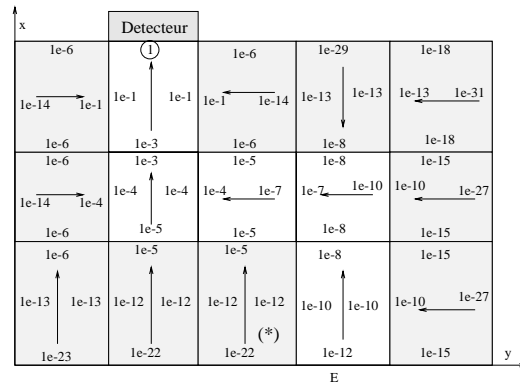 x
Detecteur
1e-6 1 1e-6 1e-29 1e-18
1e-14 1e-1 1e-1 1e-1 1e-1 1e-14 1e-13 1e-13 1e-13 1e-31
1e-6 1e-3 1e-6 1e-8 1e-18
1e-6 1e-3 1e-5 1e-8 1e-15
1e-14 1e-4 1e-4 1e-4 1e-4 1e-7 1e-7 1e-10 1e-10 1e-27
1e-6 1e-5 1e-5 1e-8 1e-15
1e-6 1e-5 1e-5 1e-8 1e-15
1e-13 1e-13 1e-12 1e-12 1e-12 1e-12 1e-10 1e-10 1e-10 1e-27
(*)
1e-23 1e-22 1e-22 1e-12 1e-15
y
E